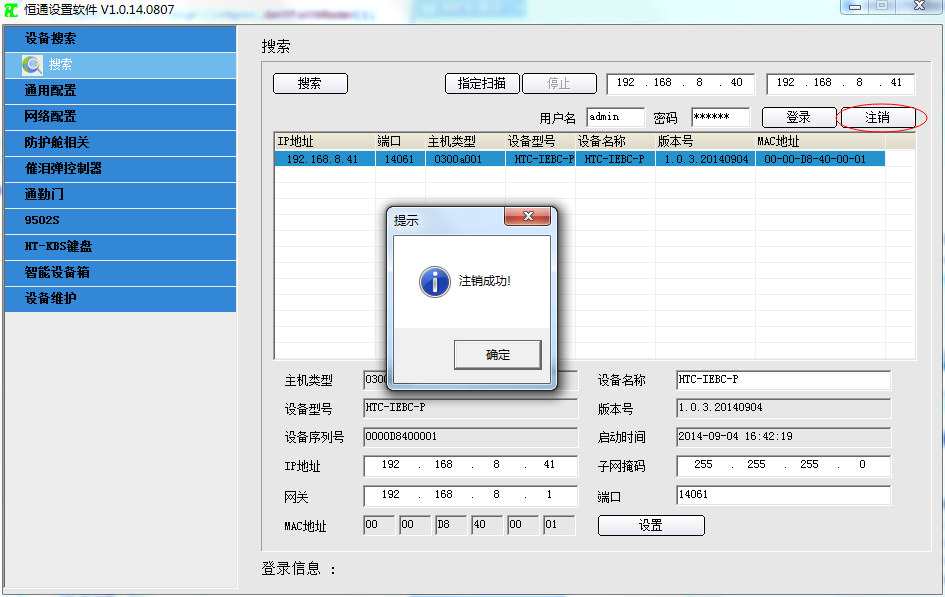 恒通设置软件 V1.0.14.0807
设备搜索
搜索
通用配置
网络配置
防护舱相关
催泪弹控制器
通勤门
9502S
HT-KBS键盘
智能设备箱
设备维护
搜索
搜索 指定扫描 停止 192 . 168 . 8 . 40 192 . 168 . 8 . 41
用户名 admin 密码 ****** 登录 注销
IP地址 端口 主机类型 设备型号 设备名称 版本号 MAC地址
192.168.8.41 14061 0300a001 HT-IEBC-P HTC-IEBC-P 1.0.3.20140904 00-00-D8-40-00-01
提示
注销成功!
确定
主机类型 0300 设备名称 HTC-IEBC-P
设备型号 HTC-IEBC-P 版本号 1.0.3.20140904
设备序列号 0000D8400001 启动时间 2014-09-04 16:42:19
IP地址 192 . 168 . 8 . 41 子网掩码 255 . 255 . 255 . 0
网关 192 . 168 . 8 . 1 端口 14061
MAC地址 00 00 D8 40 00 01 设置
登录信息 :